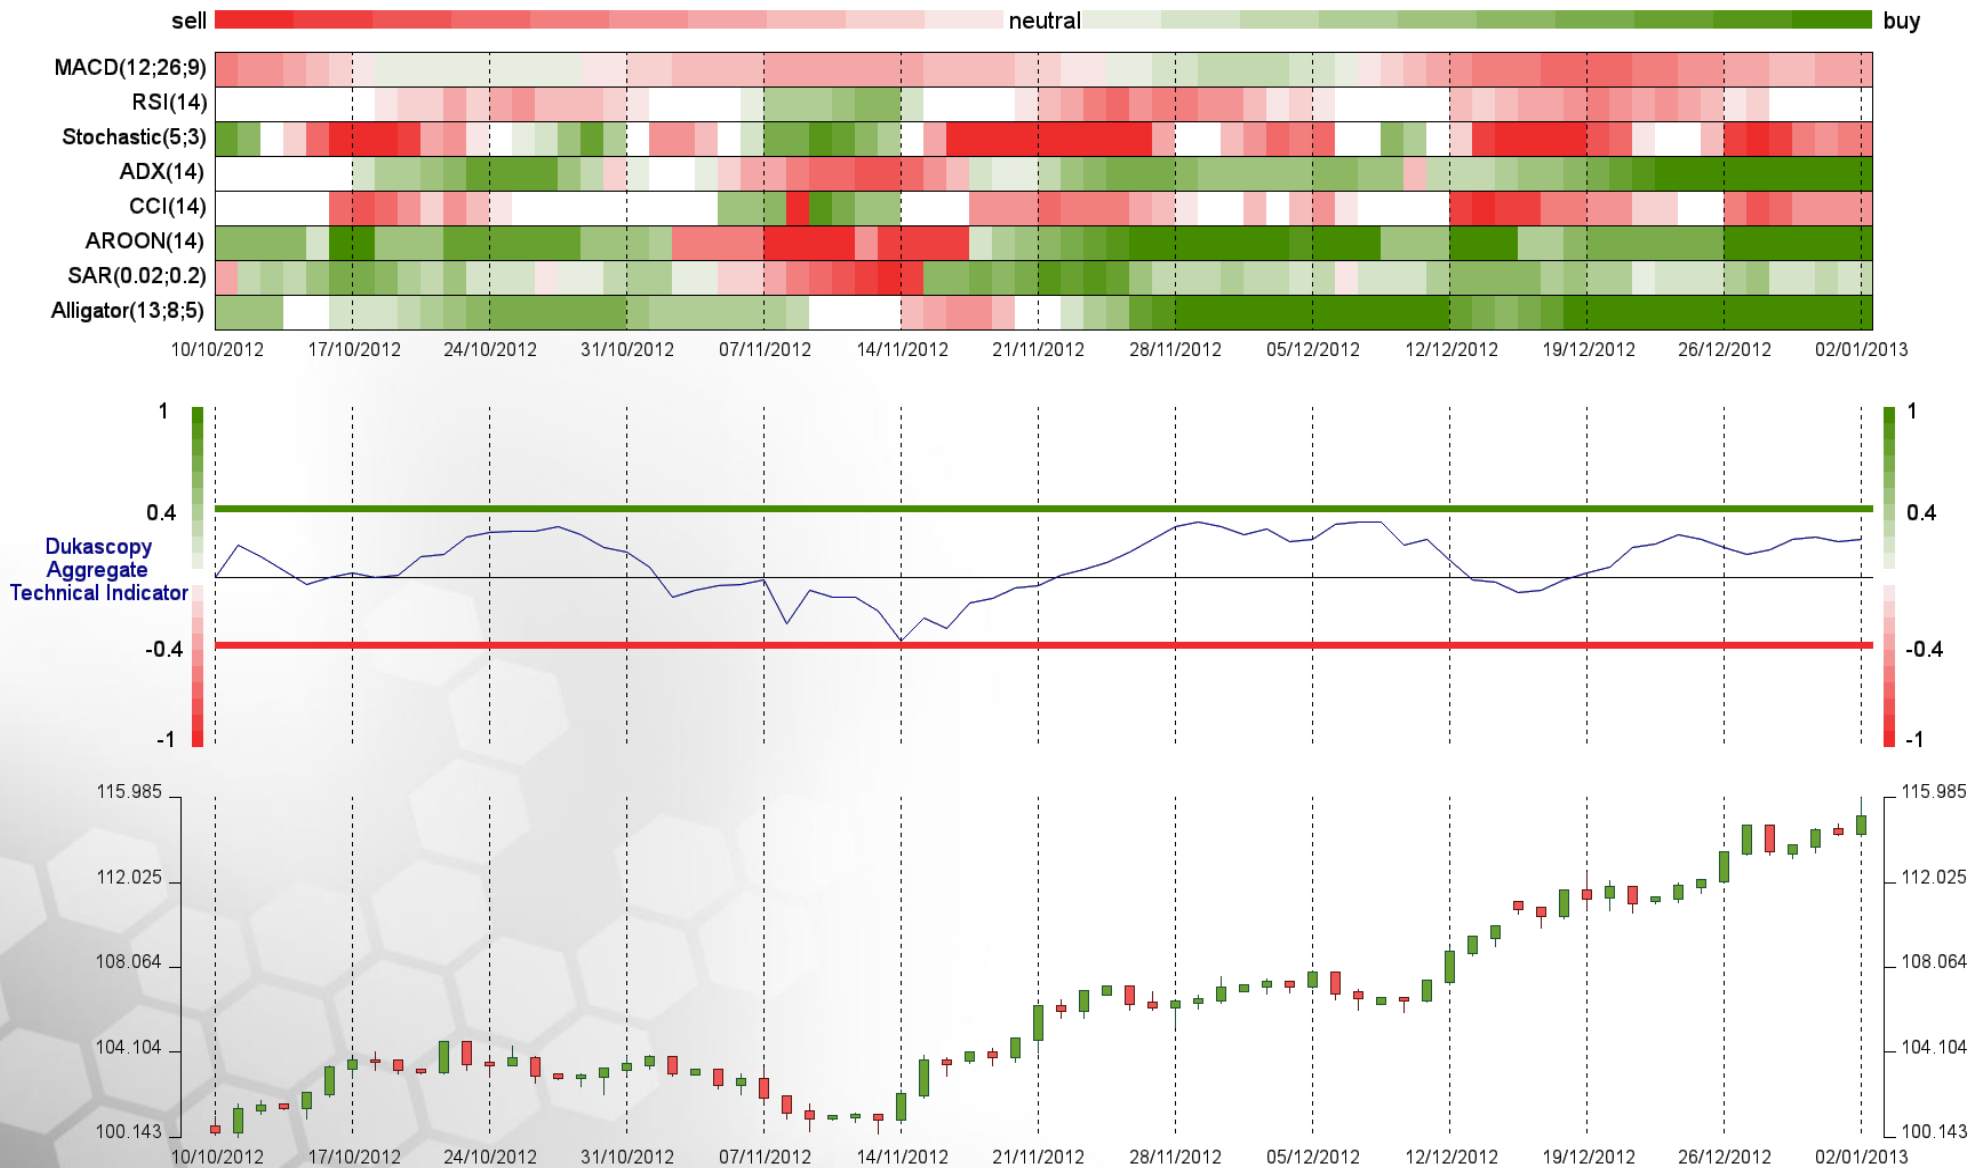 sell neutral buy
MACD(12;26;9)
RSI(14)
Stochastic(5;3)
ADX(14)
CCI(14)
AROON(14)
SAR(0.02;0.2)
Alligator(13;8;5)
10/10/2012 17/10/2012 24/10/2012 31/10/2012 07/11/2012 14/11/2012 21/11/2012 28/11/2012 05/12/2012 12/12/2012 19/12/2012 26/12/2012 02/01/2013
1 1
0.4 0.4
Dukascopy
Aggregate
Technical Indicator
-0.4 -0.4
-1 -1
115.985 115.985
112.025 112.025
108.064 108.064
104.104 104.104
100.143 100.143
10/10/2012 17/10/2012 24/10/2012 31/10/2012 07/11/2012 14/11/2012 21/11/2012 28/11/2012 05/12/2012 12/12/2012 19/12/2012 26/12/2012 02/01/2013